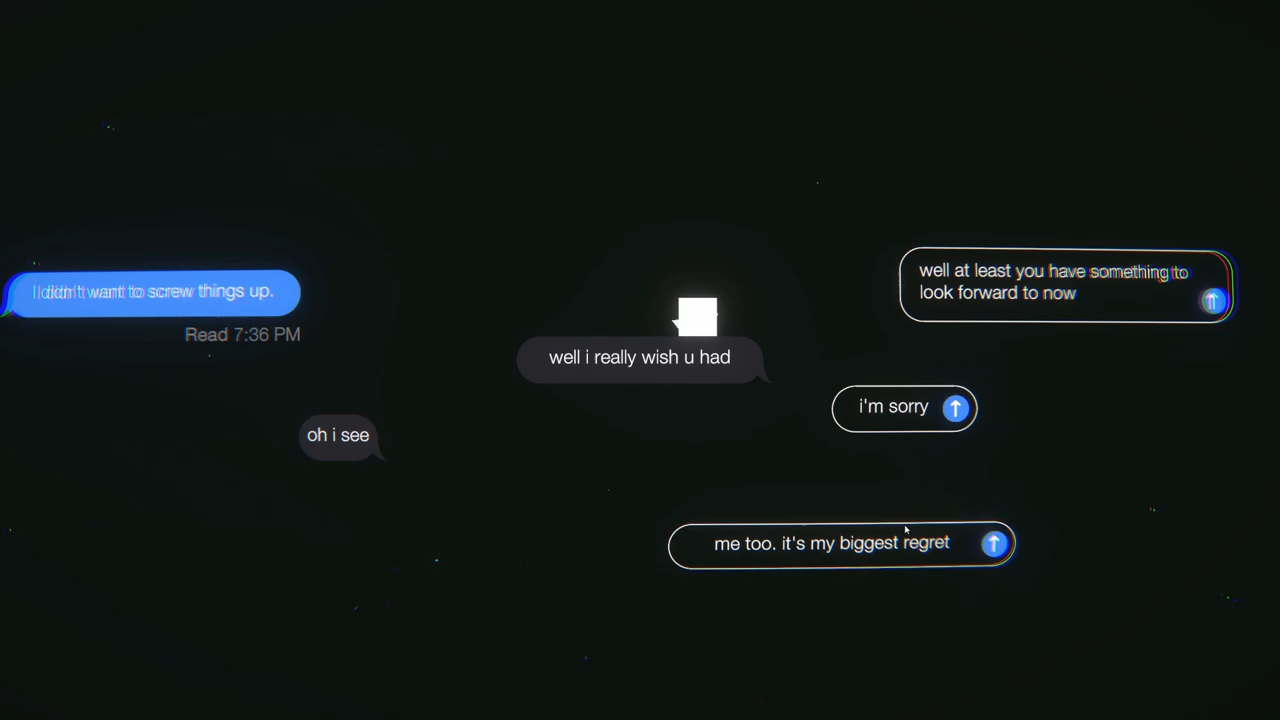 I didn't want to screw things up.
Read 7:36 PM
oh i see
well i really wish u had
well at least you have something to
look forward to now
i'm sorry
me too. it's my biggest regret